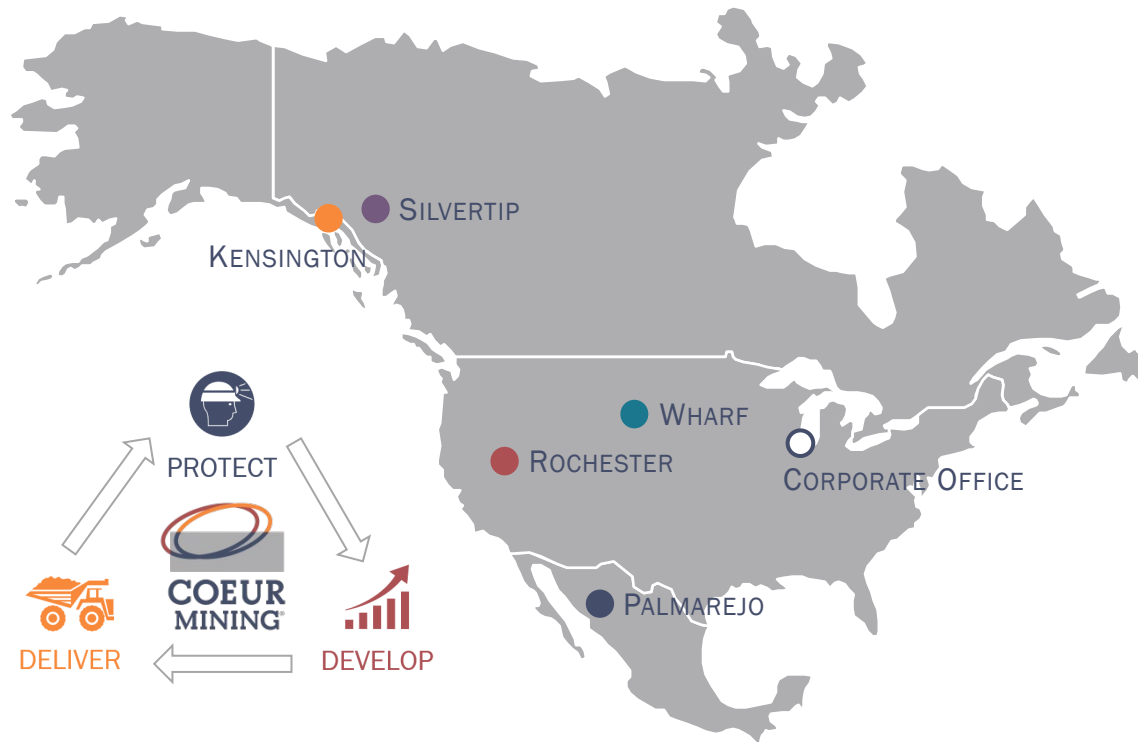 SILVERTIP
KENSINGTON
WHARF
ROCHESTER
CORPORATE OFFICE
PALMAREJO
PROTECT
COEUR
MINING®
DELIVER
DEVELOP